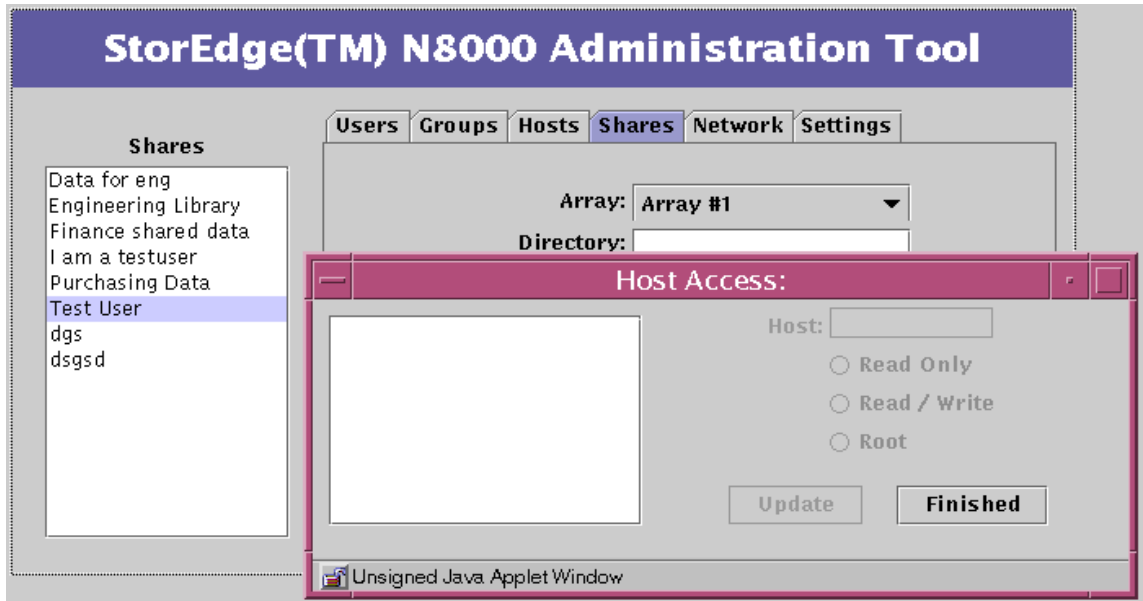 StorEdge(TM) N8000 Administration Tool
Shares
Data for eng
Engineering Library
Finance shared data
I am a testuser
Purchasing Data
Test User
dgs
dsgsd
Users Groups Hosts Shares Network Settings
Array: Array #1
Directory:
Host Access:
Host:
Read Only
Read / Write
Root
Update Finished
Unsigned Java Applet Window